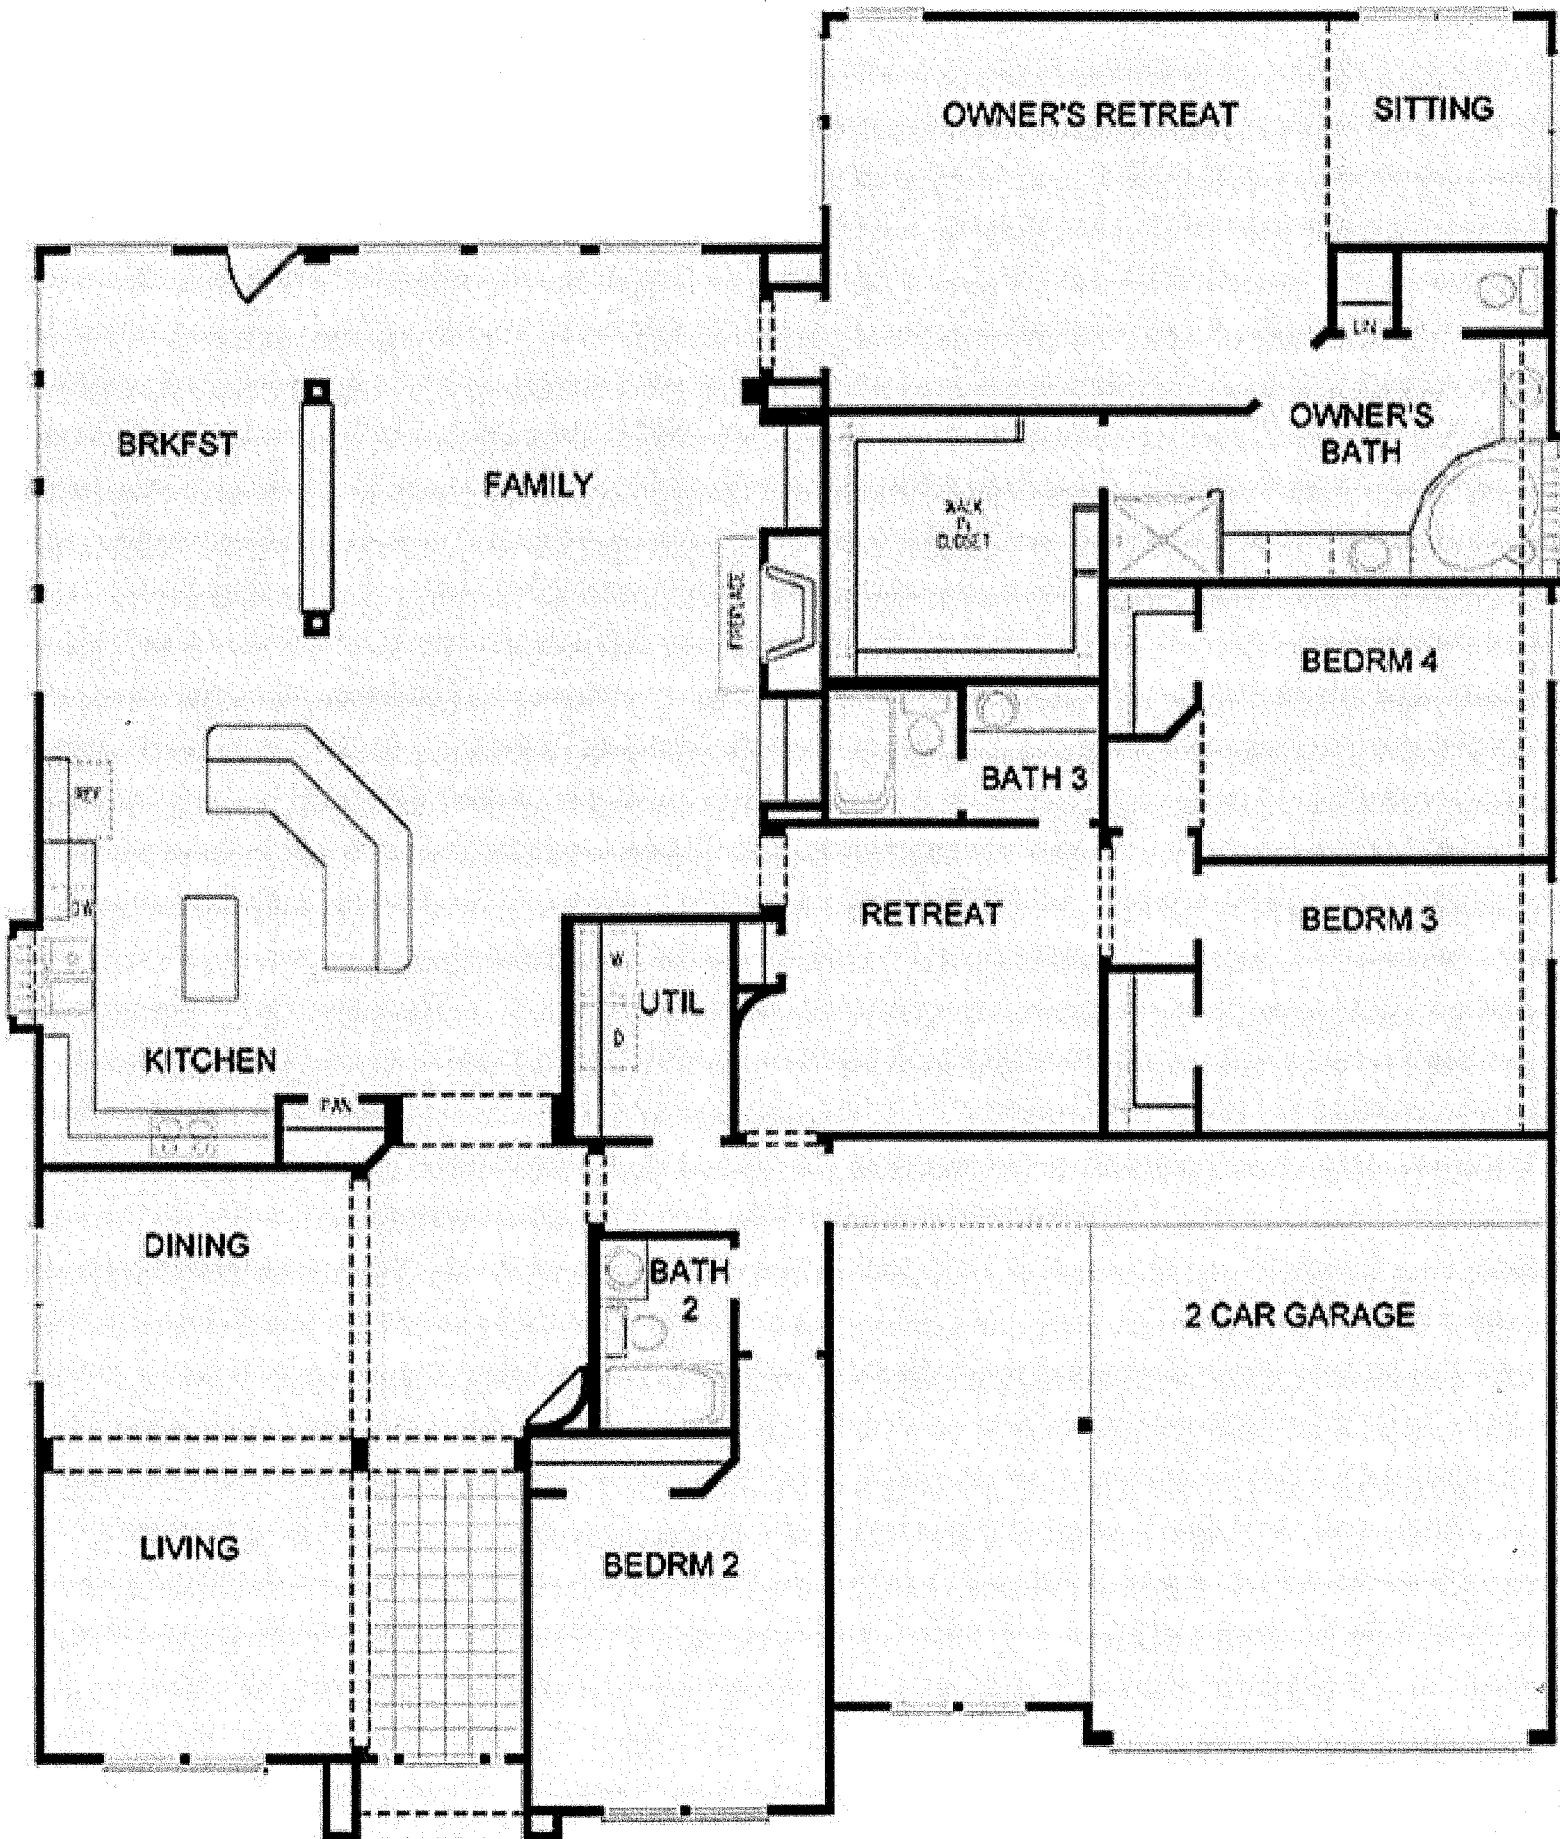 OWNER'S RETREAT
SITTING
LIN
OWNER'S
BATH
BRKFST
FAMILY
WALK
IN
CLOSET
FIREPLACE
BEDRM 4
REF
BATH 3
DW
RETREAT
BEDRM 3
W
UTIL
D
KITCHEN
PAN
DINING
BATH
2
2 CAR GARAGE
LIVING
BEDRM 2